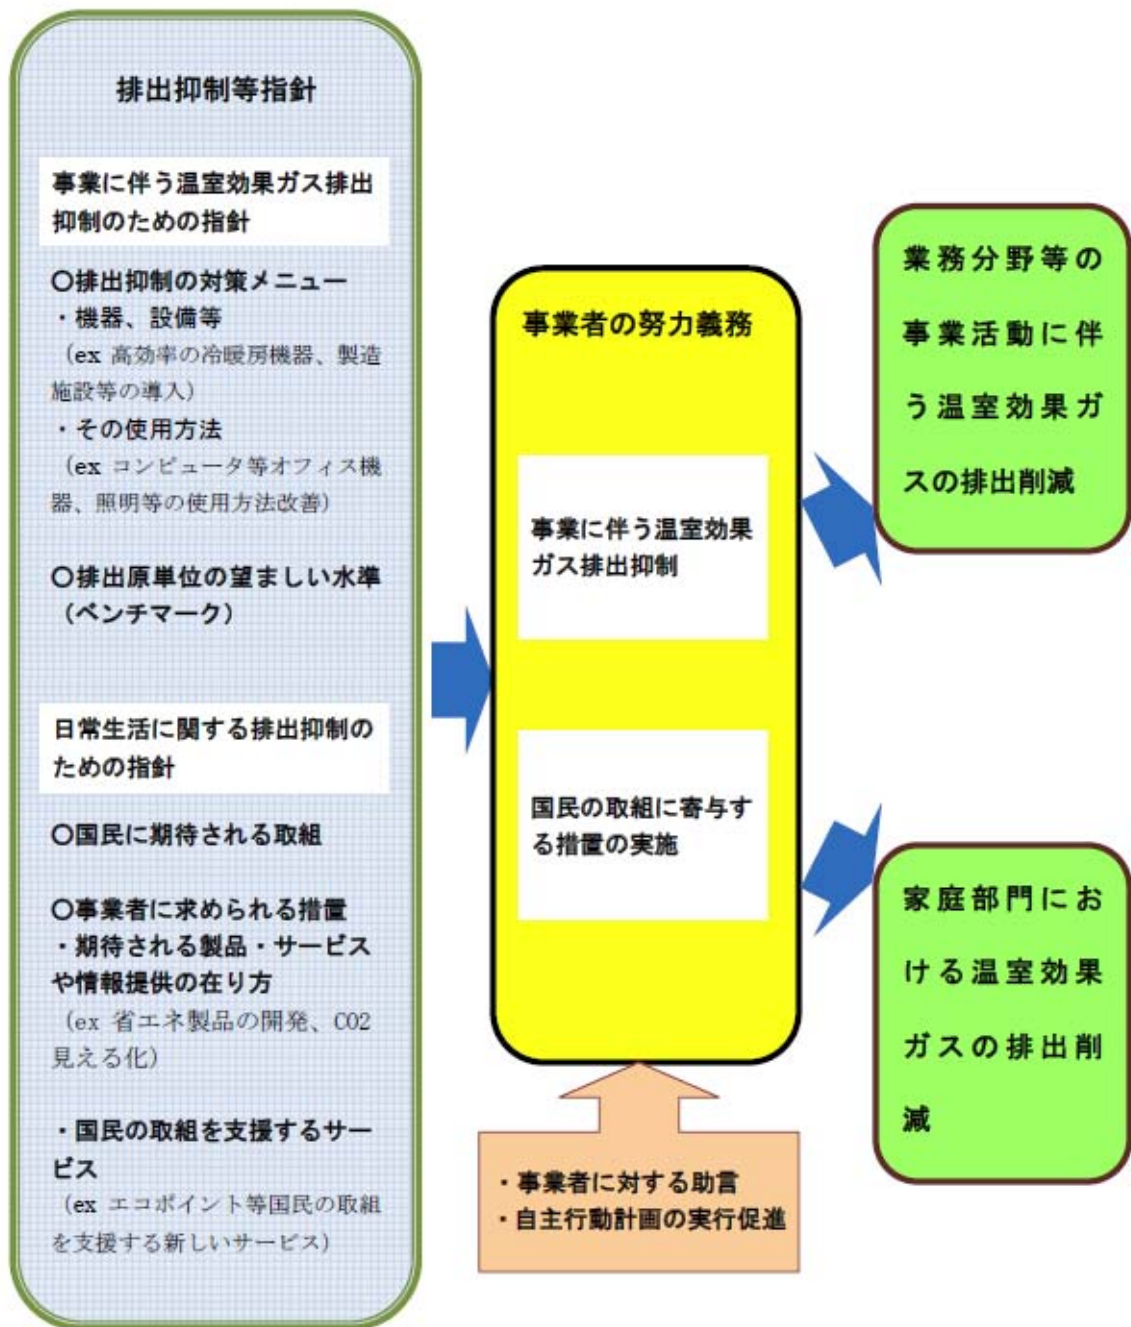 排出抑制等指針
事業に伴う温室効果ガス排出
抑制のための指針
〇排出抑制の対策メニュー
・機器、設備等
（ex 高効率の冷暖房機器、製造
施設等の導入）
・その使用方法
（ex コンピュータ等オフィス機
器、照明等の使用方法改善）
〇排出原単位の望ましい水準
（ベンチマーク）
日常生活に関する排出抑制の
ための指針
〇国民に期待される取組
〇事業者に求められる措置
・期待される製品・サービス
や情報提供の在り方
（ex 省エネ製品の開発、CO2
見える化）
・国民の取組を支援するサー
ビス
（ex エコポイント等国民の取組
を支援する新しいサービス）
事業者の努力義務
事業に伴う温室効果
ガス排出抑制
国民の取組に寄与す
る措置の実施
・事業者に対する助言
・自主行動計画の実行促進
業務分野等の
事業活動に伴
う温室効果ガ
スの排出削減
家庭部門にお
ける温室効果
ガスの排出削
減